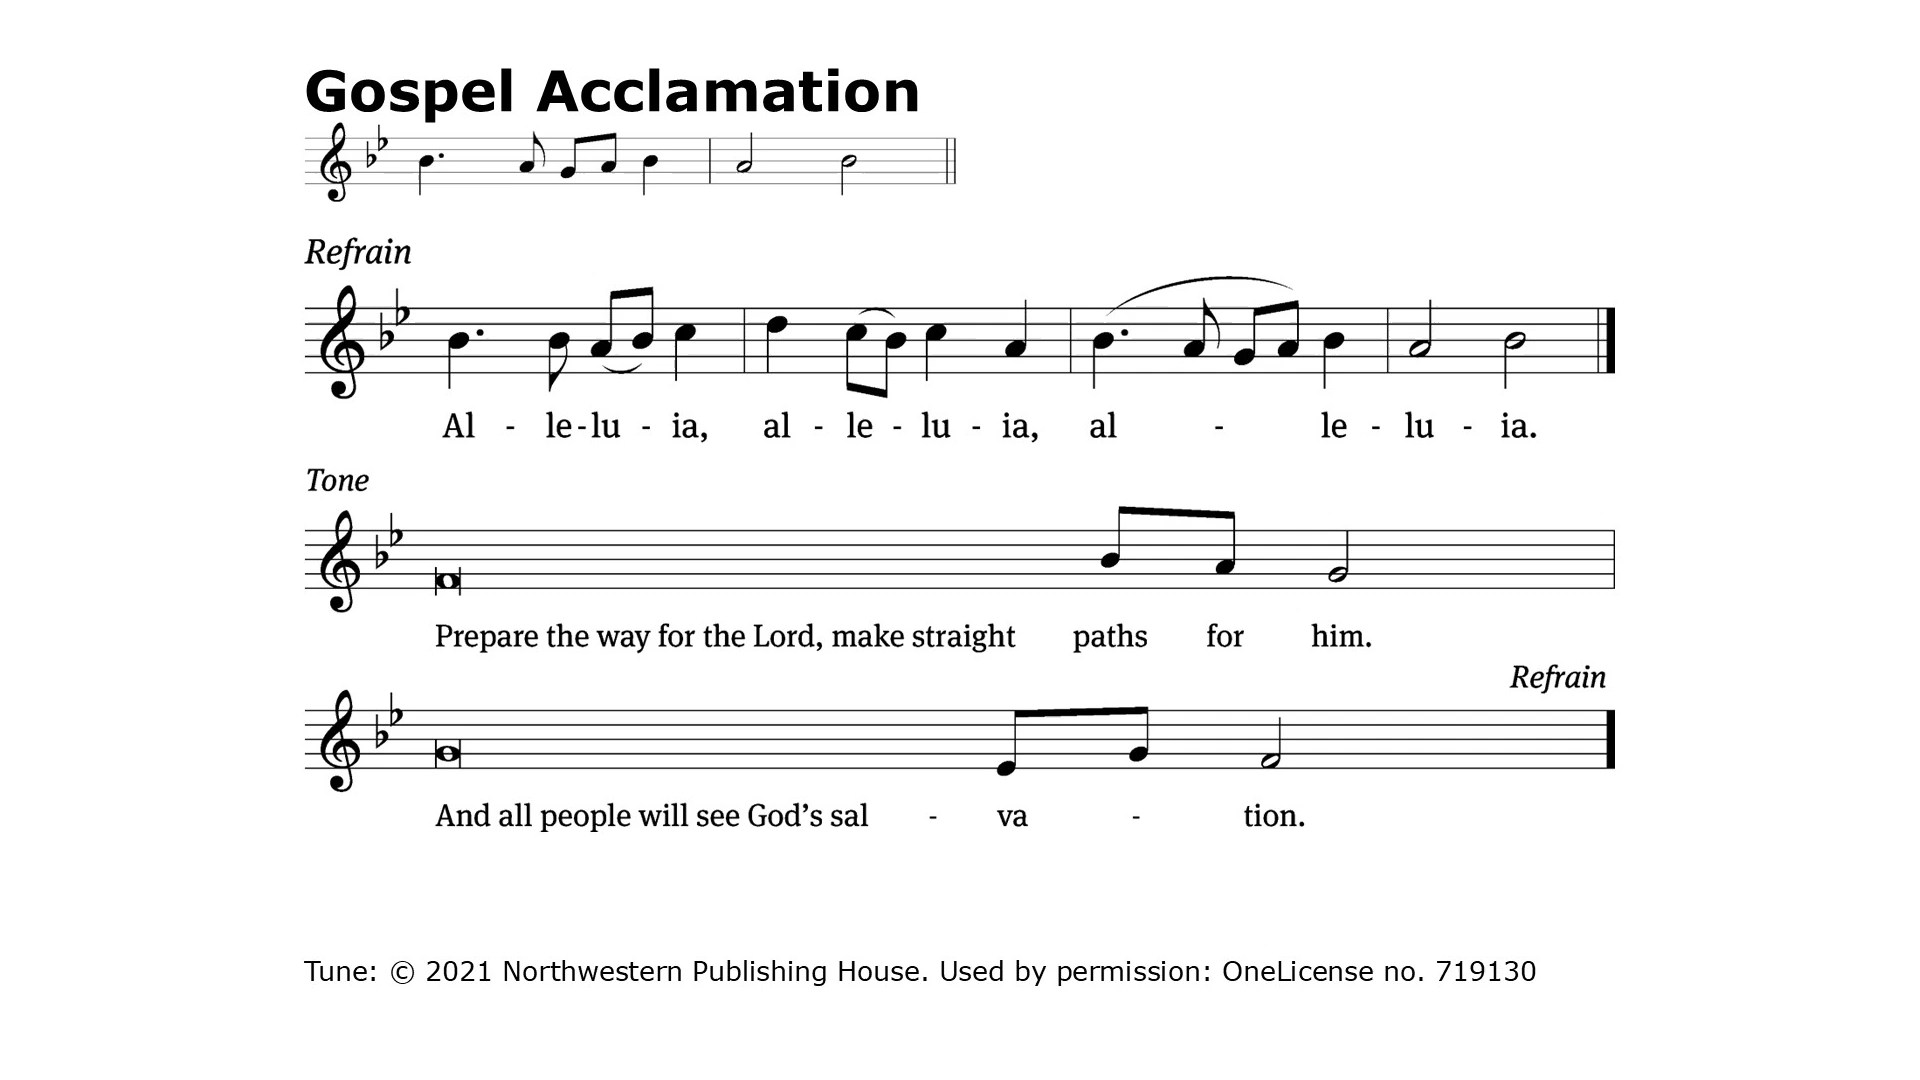 Gospel Acclamation
Refrain
Al - le - lu - ia, al - le - lu - ia, al - le - lu - ia.
Tone
Prepare the way for the Lord, make straight paths for him.
Refrain
And all people will see God’s sal - va - tion.
Tune: © 2021 Northwestern Publishing House. Used by permission: OneLicense no. 719130